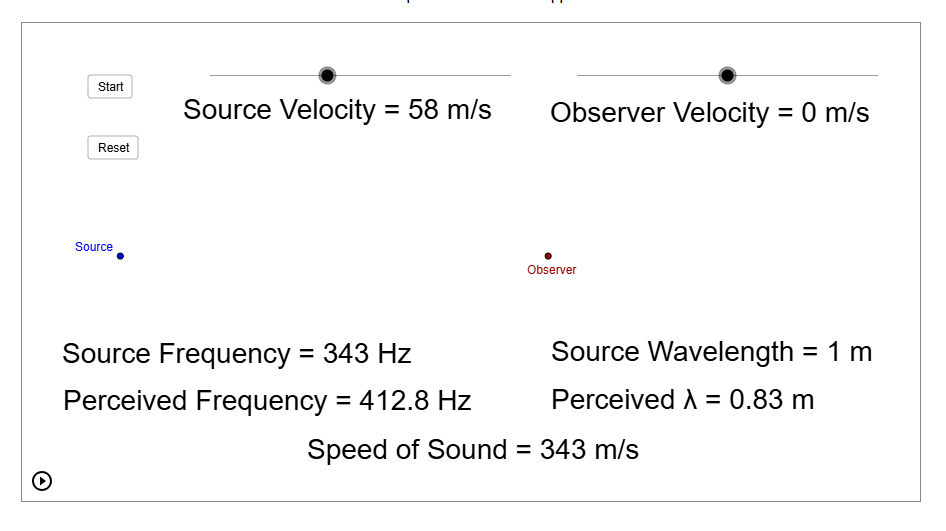 Start
Source Velocity = 58 m/s
Observer Velocity = 0 m/s
Reset
Source
Observer
Source Frequency = 343 Hz
Source Wavelength = 1 m
Perceived Frequency = 412.8 Hz
Perceived λ = 0.83 m
Speed of Sound = 343 m/s